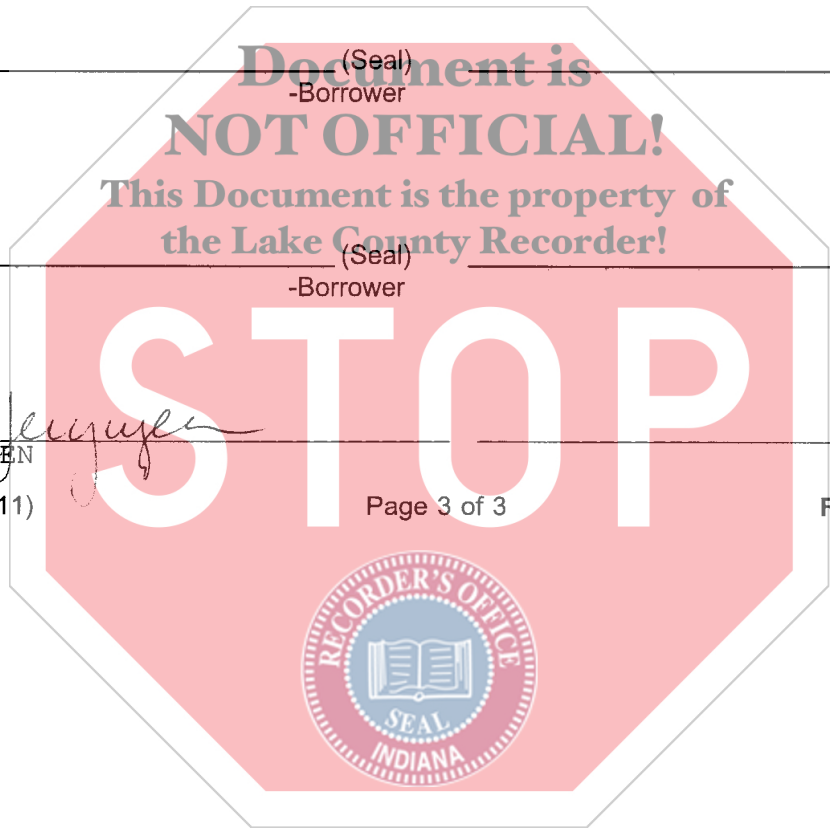 Document is
(Seal)
-Borrower
NOT OFFICIAL!
This Document is the property of
the Lake County Recorder!
(Seal)
-Borrower
EN
11)
Page 3 of 3
F
STOP
RECORDER'S OFFICE
SEAL
INDIANA